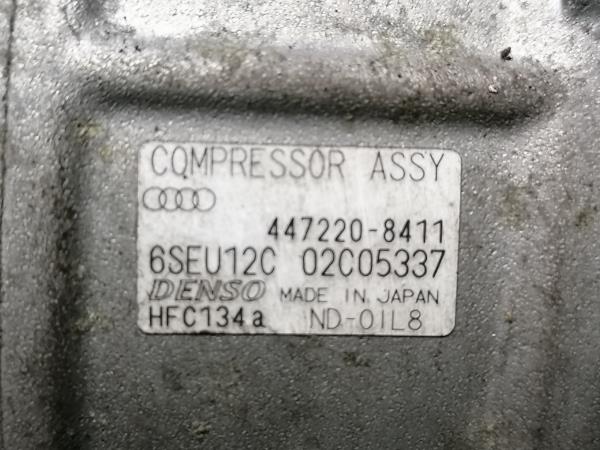 COMPRESSOR ASSY
447220-8411
6SEU12C 02C05337
DENSO MADE IN JAPAN
HFC134a ND-OIL8